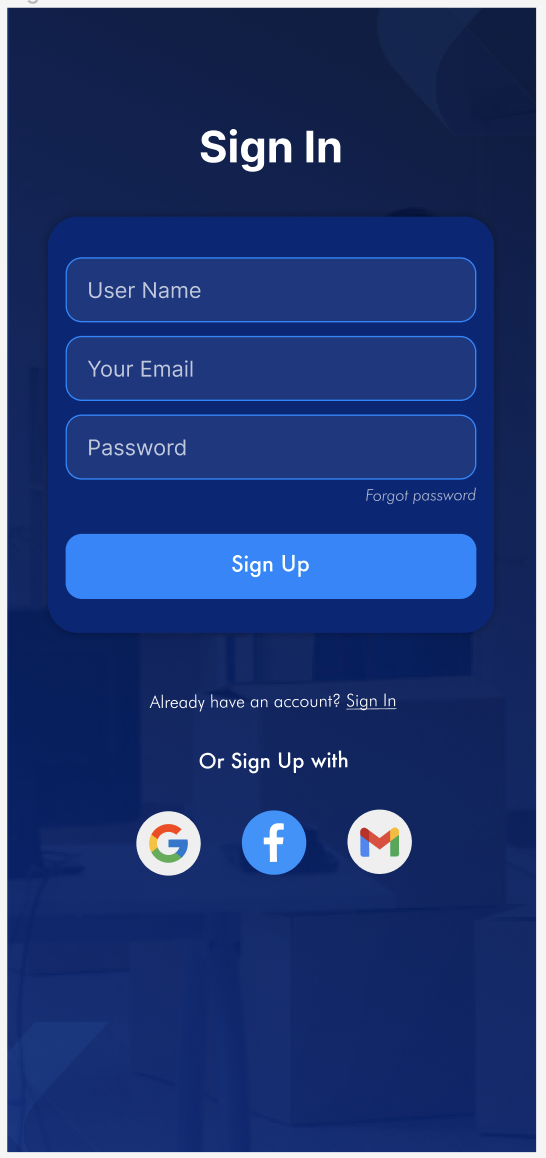 Sign In
User Name
Your Email
Password
Forgot password
Sign Up
Already have an account? Sign In
Or Sign Up with